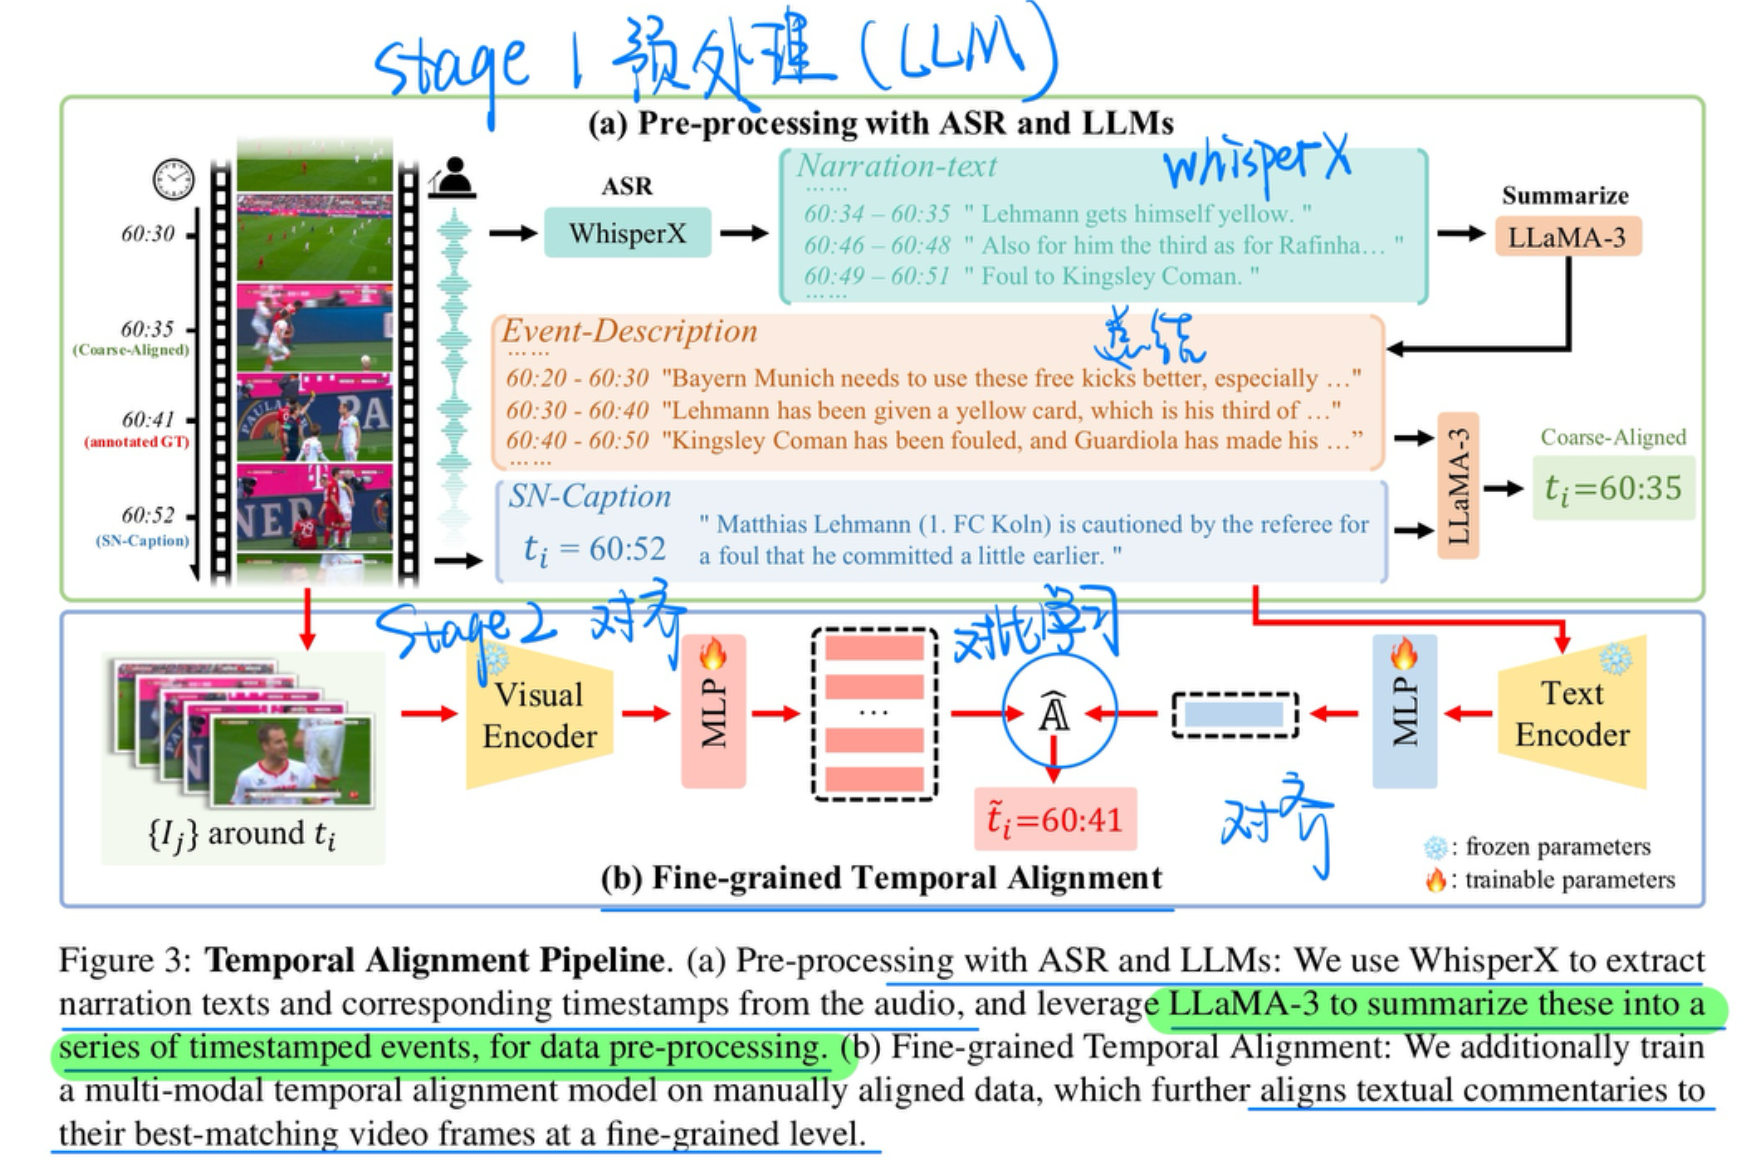 stage 1 预处理 (LLM)
(a) Pre-processing with ASR and LLMs
60:30
60:35
(Coarse-Aligned)
60:41
(annotated GT)
60:52
(SN-Caption)
ASR
WhisperX
Narration-text
whisperX
......
60:34 – 60:35 " Lehmann gets himself yellow. "
60:46 – 60:48 " Also for him the third as for Rafinha… "
60:49 – 60:51 " Foul to Kingsley Coman. "
......
Summarize
LLaMA-3
Event-Description
总结
......
60:20 - 60:30 "Bayern Munich needs to use these free kicks better, especially …"
60:30 - 60:40 "Lehmann has been given a yellow card, which is his third of …"
60:40 - 60:50 "Kingsley Coman has been fouled, and Guardiola has made his …”
......
SN-Caption
tᵢ = 60:52
" Matthias Lehmann (1. FC Koln) is cautioned by the referee for
a foul that he committed a little earlier. "
LLaMA-3
Coarse-Aligned
tᵢ=60:35
Stage2 对齐
对比学习
{Iⱼ} around tᵢ
Visual
Encoder
MLP
...
Â
t̃ᵢ=60:41
MLP
Text
Encoder
对齐
: frozen parameters
: trainable parameters
(b) Fine-grained Temporal Alignment
Figure 3: Temporal Alignment Pipeline. (a) Pre-processing with ASR and LLMs: We use WhisperX to extract
narration texts and corresponding timestamps from the audio, and leverage LLaMA-3 to summarize these into a
series of timestamped events, for data pre-processing. (b) Fine-grained Temporal Alignment: We additionally train
a multi-modal temporal alignment model on manually aligned data, which further aligns textual commentaries to
their best-matching video frames at a fine-grained level.